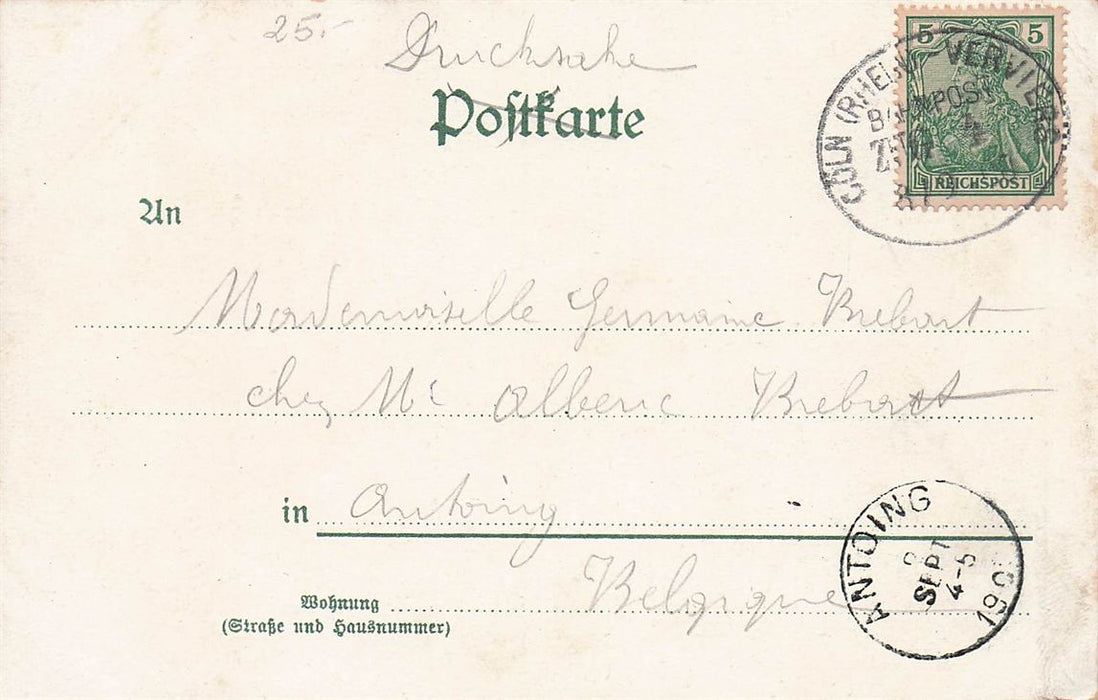 25.-
Drucksache
Postkarte
5 5
REICHSPOST
CÖLN (RHEIN)-VERVIERS
BAHNPOST
ZUG
An
Mademoiselle Germaine Brebart
chez Mr Alberic Brebart
in Antoing
Belgique
ANTOING
SEPT
4-5
190
Wohnung
(Straße und Hausnummer)